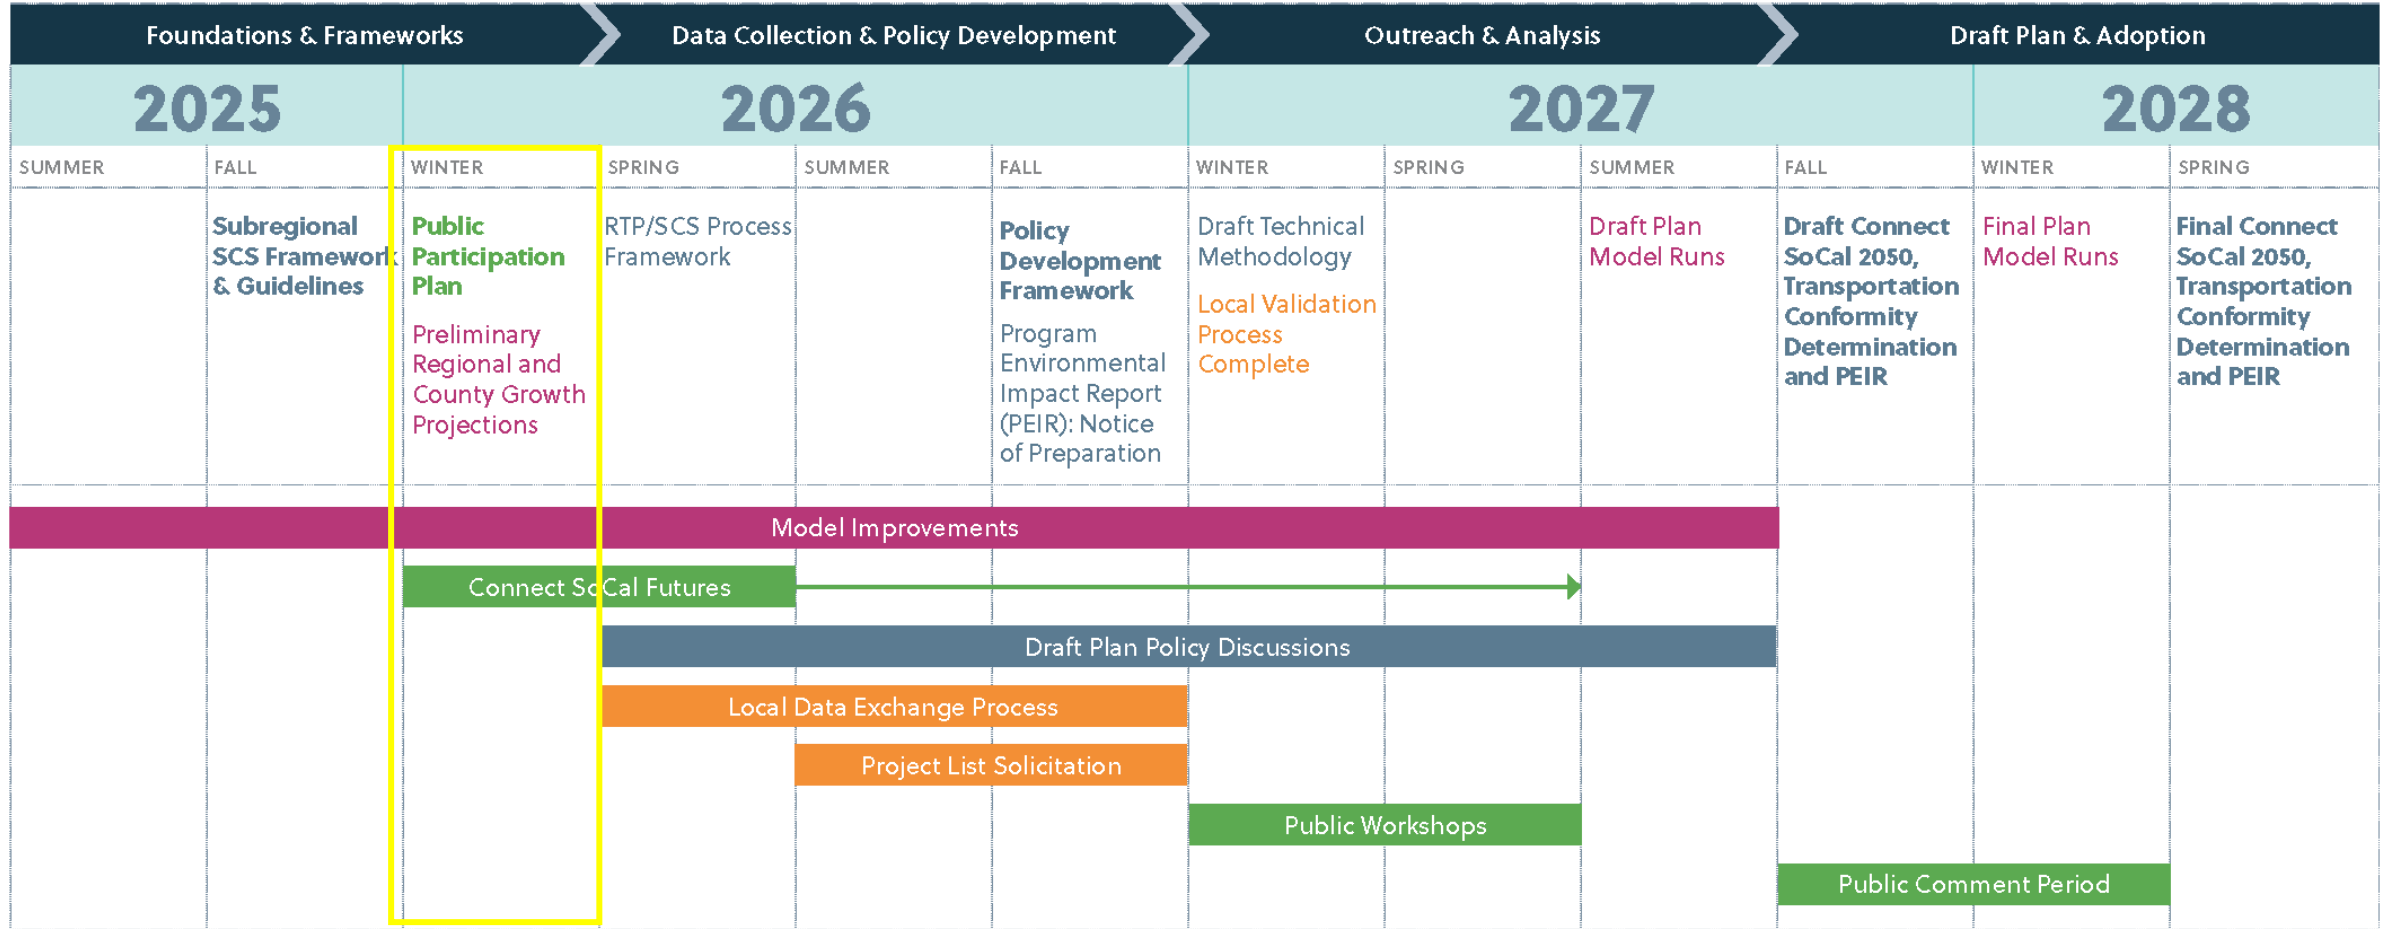 Foundations & Frameworks
Data Collection & Policy Development
Outreach & Analysis
Draft Plan & Adoption
2025
2026
2027
2028
SUMMER
FALL
WINTER
SPRING
SUMMER
FALL
WINTER
SPRING
SUMMER
FALL
WINTER
SPRING
Subregional
SCS Framework
& Guidelines
Public
Participation
Plan
Preliminary
Regional and
County Growth
Projections
RTP/SCS Process
Framework
Policy
Development
Framework
Program
Environmental
Impact Report
(PEIR): Notice
of Preparation
Draft Technical
Methodology
Local Validation
Process
Complete
Draft Plan
Model Runs
Draft Connect
SoCal 2050,
Transportation
Conformity
Determination
and PEIR
Final Plan
Model Runs
Final Connect
SoCal 2050,
Transportation
Conformity
Determination
and PEIR
Model Improvements
Connect SoCal Futures
Draft Plan Policy Discussions
Local Data Exchange Process
Project List Solicitation
Public Workshops
Public Comment Period